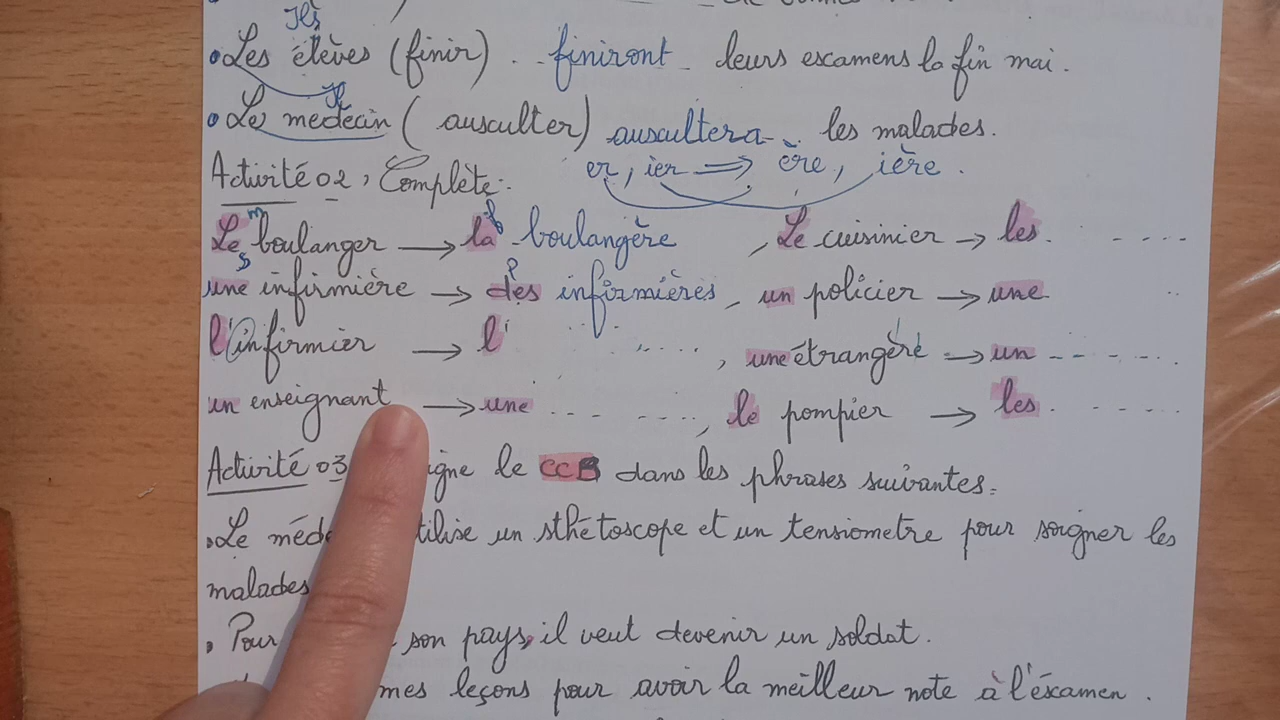 Ils
• Les élèves (finir) .. finiront leurs escamens la fin mai.
Il
• Le médecin ( ausculter) auscultera . les malades.
Activité 02, Complète:
er, ier ⟹ ère, ière.
m f
Le boulanger → la boulangère , Le cuisinier → les. - ----
s p
une infirmière → des infirmières, un policier → une ..
l'infirmier → l' ....., une étrangère → un -- - --.
un enseignant → une ... - ...., le pompier → les. - ----
Activité 03 igne le CCB dans les phrases suivantes:
• Le méde tilise un sthétoscope et un tensiometre pour soigner les
malades
• Pour son pays, il veut devenir un soldat.
mes leçons pour avoir la meilleur note à l'éxamen.